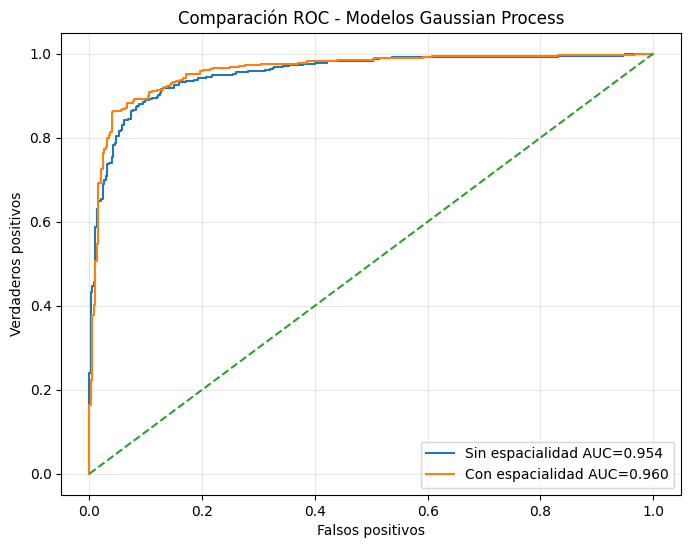 Comparación ROC - Modelos Gaussian Process
Verdaderos positivos
1.0
0.8
0.6
0.4
0.2
0.0
Sin espacialidad AUC=0.954
Con espacialidad AUC=0.960
0.0 0.2 0.4 0.6 0.8 1.0
Falsos positivos